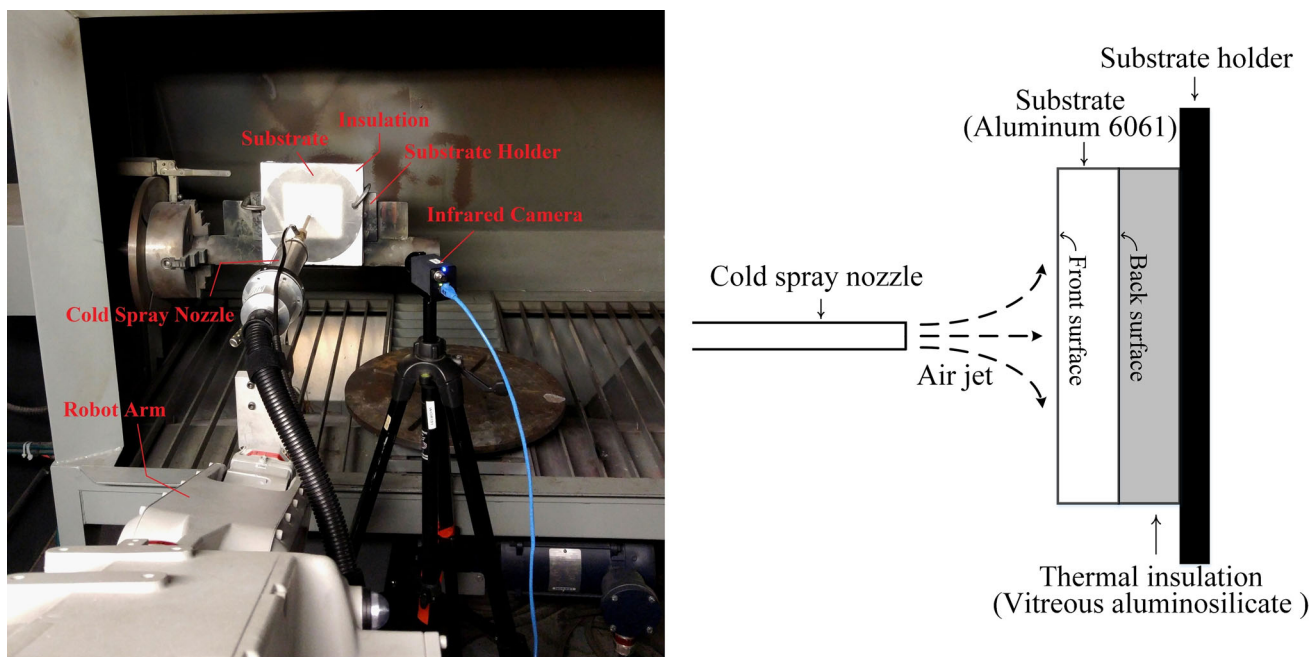 Insulation
Substrate
Substrate Holder
Infrared Camera
Cold Spray Nozzle
Robot Arm
Substrate holder
Substrate
(Aluminum 6061)
Cold spray nozzle
Air jet
Front surface
Back surface
Thermal insulation
(Vitreous aluminosilicate )